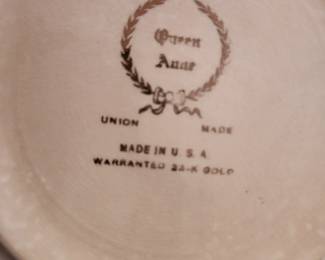 Queen
Anne
UNION MADE
MADE IN U. S. A.
WARRANTED 22-K GOLD